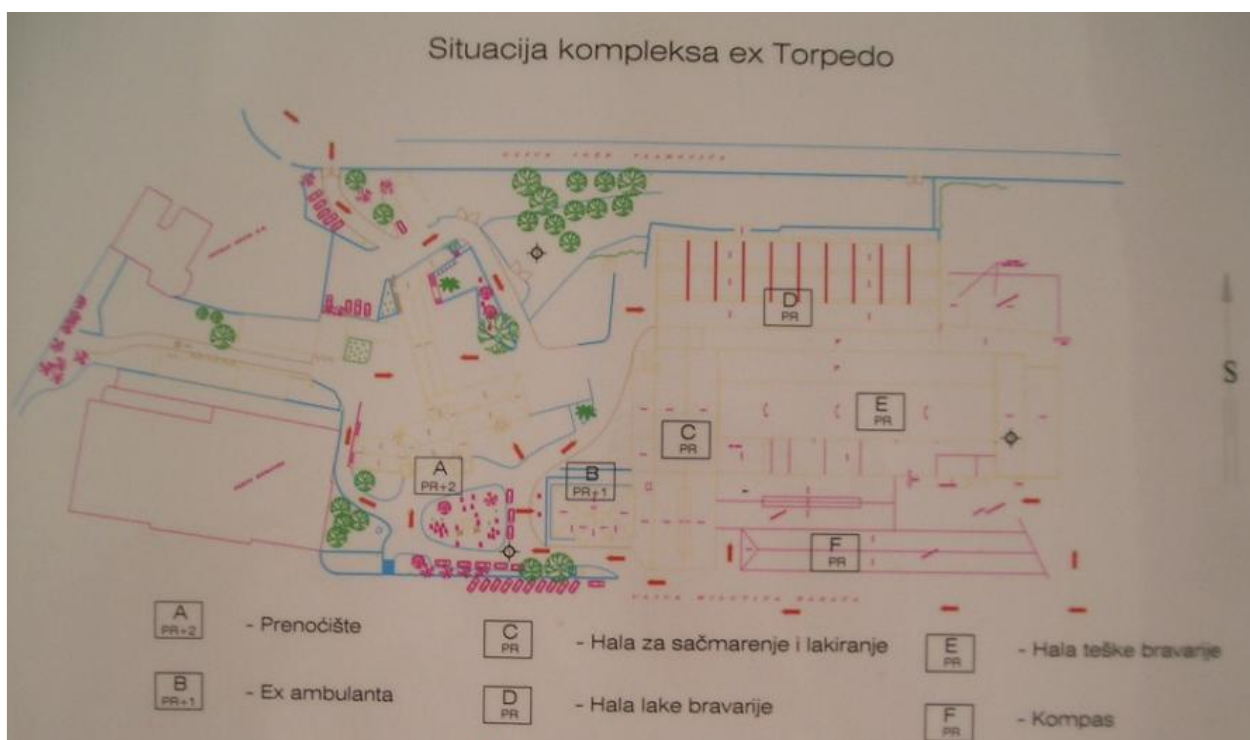 Situacija kompleksa ex Torpedo
D
PR
E
PR
C
PR
A
PR+2
B
PR+1
F
PR
S
A
PR+2
- Prenoćište
B
PR+1
- Ex ambulanta
C
PR
- Hala za sačmarenje i lakiranje
D
PR
- Hala lake bravarije
E
PR
- Hala teške bravarije
F
PR
- Kompas